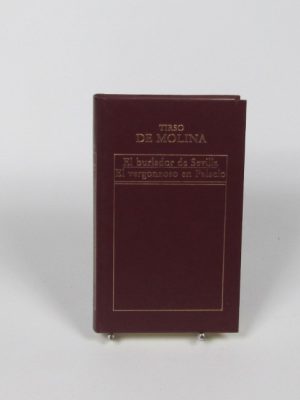 TIRSO
DE MOLINA
El burlador de Sevilla
El vergonzoso en Palacio